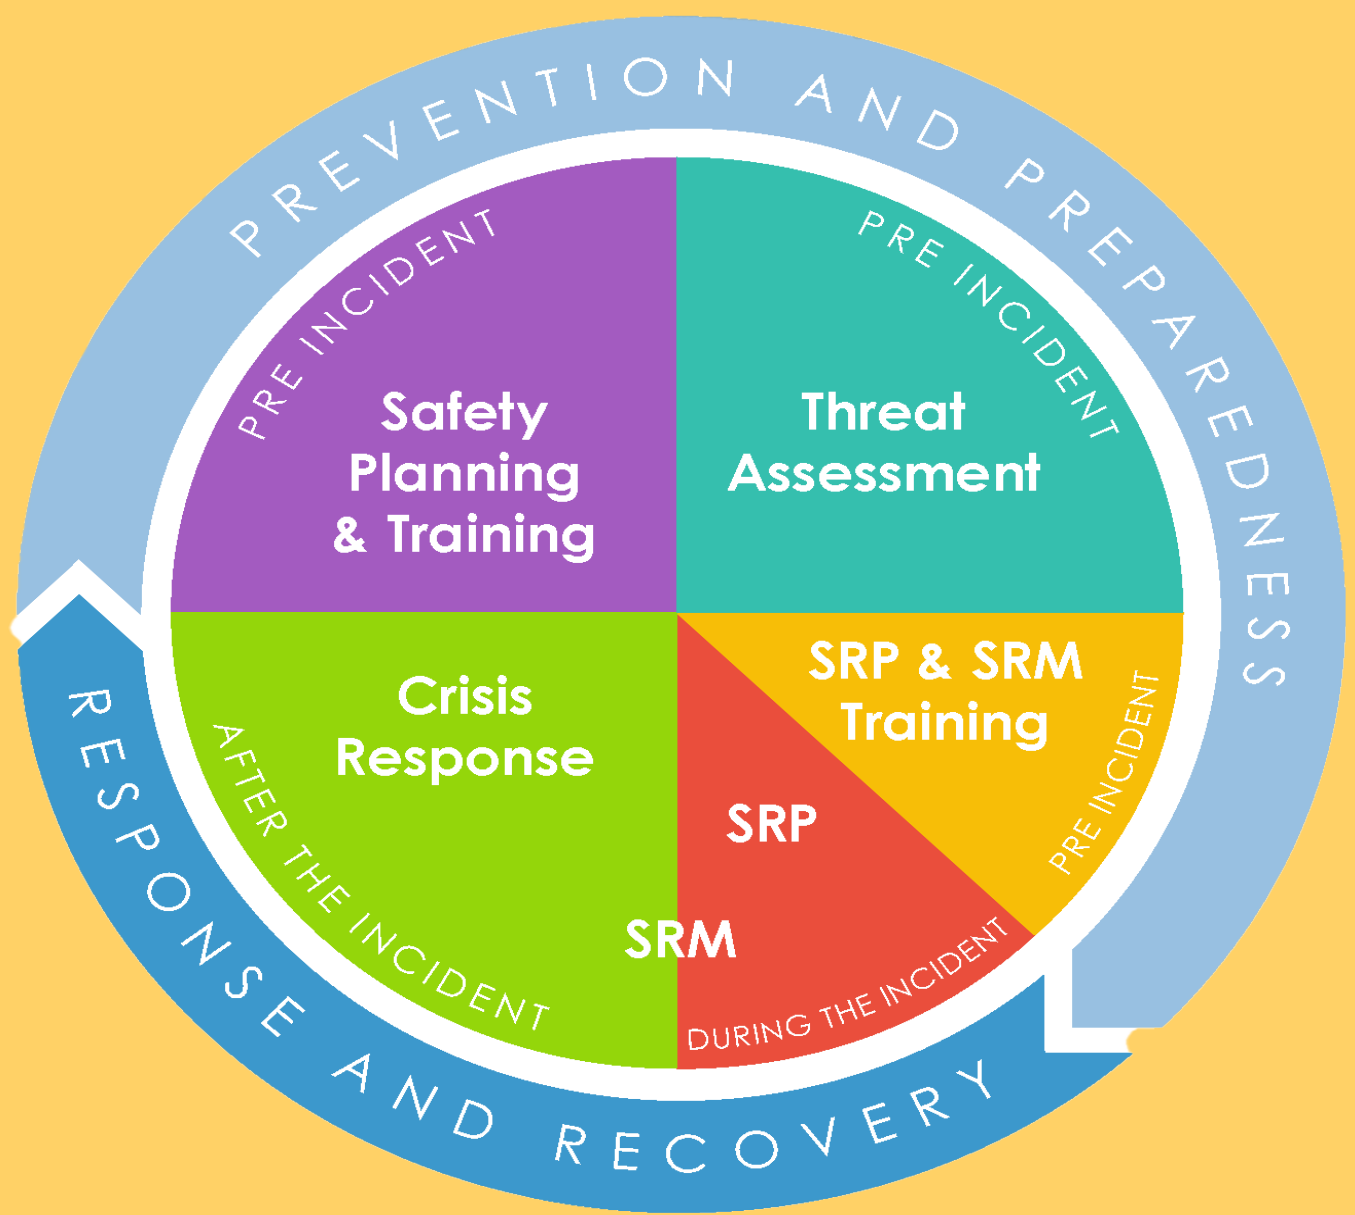 PREVENTION AND PREPAREDNESS
PRE INCIDENT
Safety
Planning
& Training
PRE INCIDENT
Threat
Assessment
SRP & SRM
Training
PRE INCIDENT
SRP
SRM
DURING THE INCIDENT
Crisis
Response
AFTER THE INCIDENT
RESPONSE AND RECOVERY